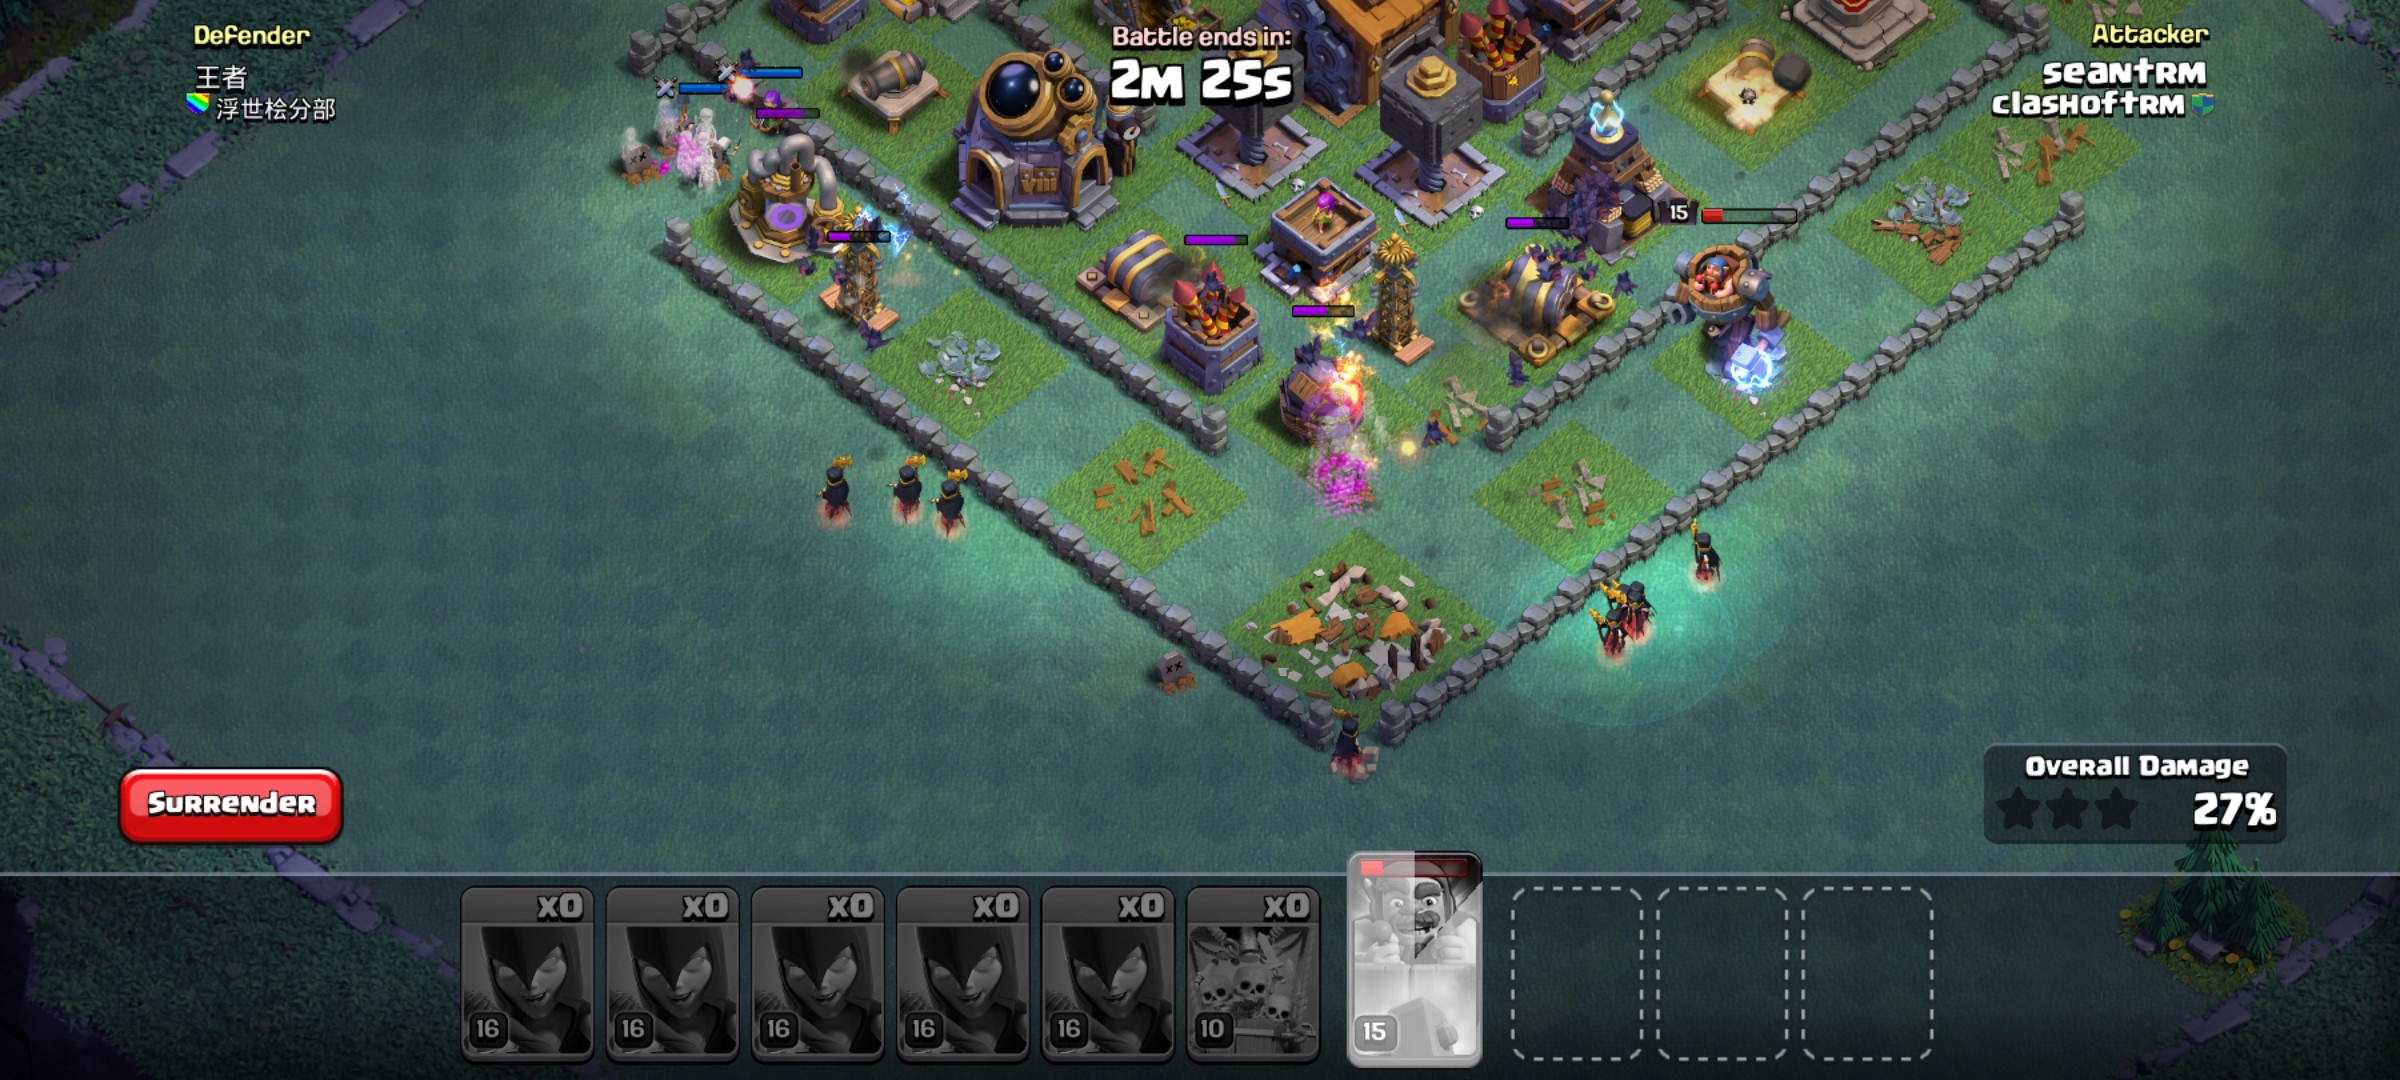 Defender
王者
浮世桧分部
Battle ends in:
2M 25s
Attacker
seantrm
clashoftrm
VIII
15
Surrender
Overall Damage
27%
x0
x0
x0
x0
x0
x0
16
16
16
16
16
10
15